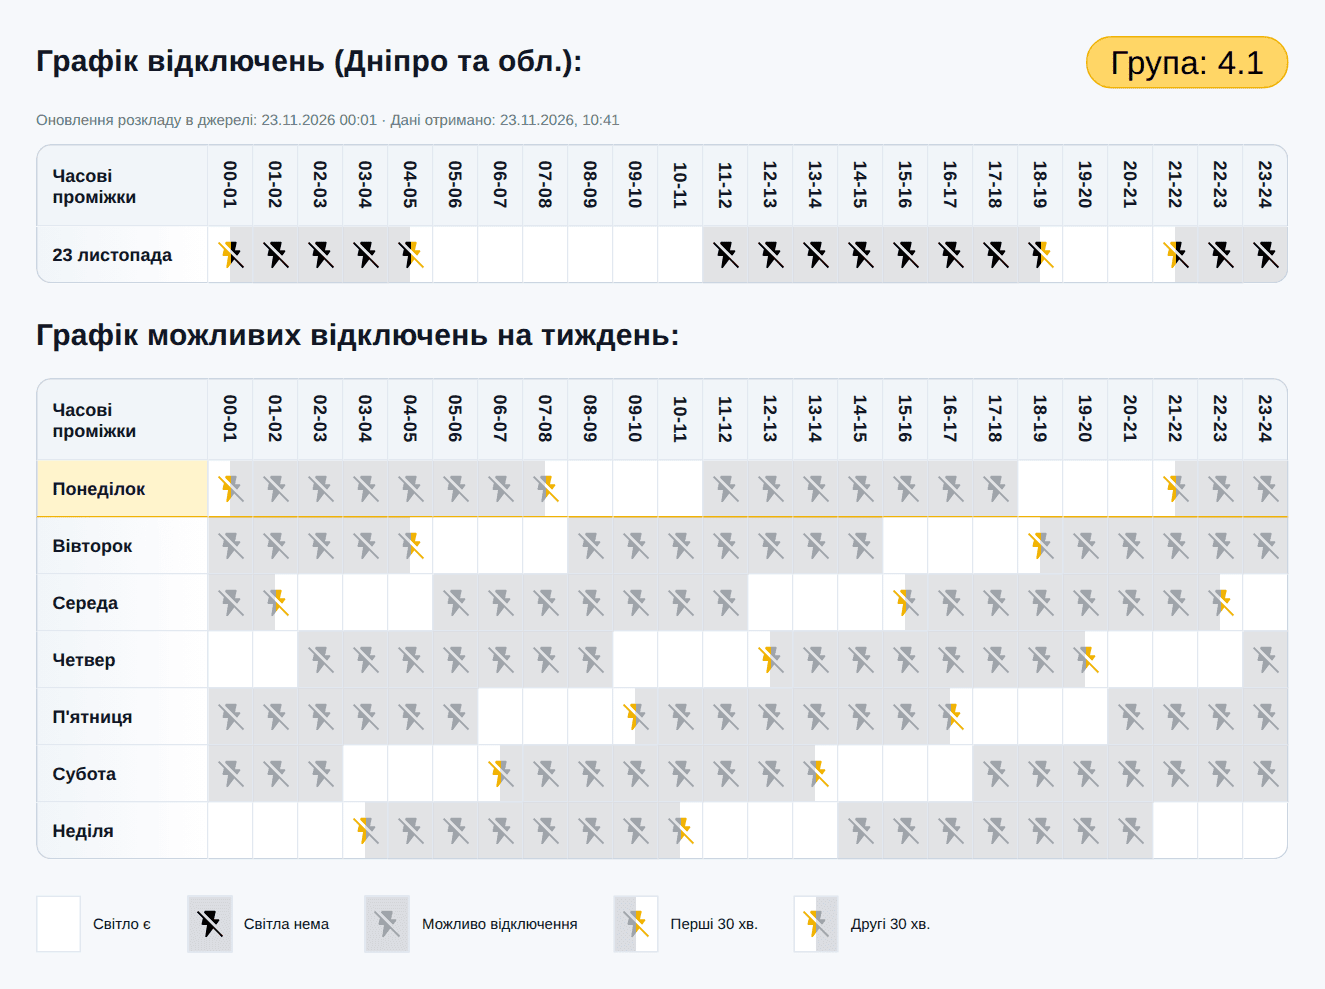 Графік відключень (Дніпро та обл.):
Група: 4.1
Оновлення розкладу в джерелі: 23.11.2026 00:01 · Дані отримано: 23.11.2026, 10:41
Часові проміжки 00-01 01-02 02-03 03-04 04-05 05-06 06-07 07-08 08-09 09-10 10-11 11-12 12-13 13-14 14-15 15-16 16-17 17-18 18-19 19-20 20-21 21-22 22-23 23-24
23 листопада
Графік можливих відключень на тиждень:
Часові проміжки 00-01 01-02 02-03 03-04 04-05 05-06 06-07 07-08 08-09 09-10 10-11 11-12 12-13 13-14 14-15 15-16 16-17 17-18 18-19 19-20 20-21 21-22 22-23 23-24
Понеділок
Вівторок
Середа
Четвер
П'ятниця
Субота
Неділя
Світло є Світла нема Можливо відключення Перші 30 хв. Другі 30 хв.